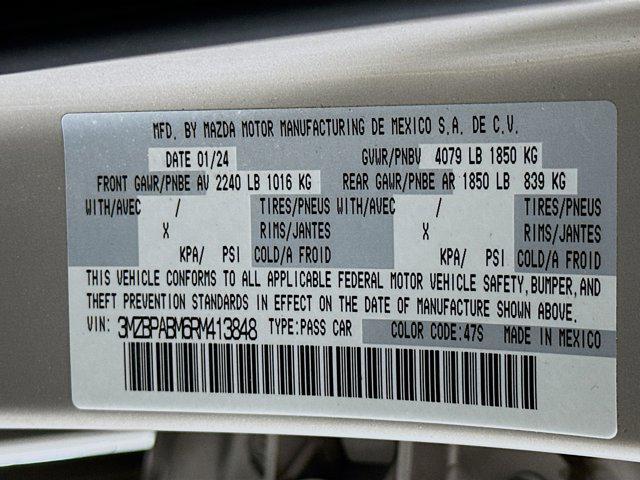 MFD. BY MAZDA MOTOR MANUFACTURING DE MEXICO S.A. DE C.V.
DATE 01/24 GVWR/PNBV 4079 LB 1850 KG
FRONT GAWR/PNBE AV 2240 LB 1016 KG REAR GAWR/PNBE AR 1850 LB 839 KG
WITH/AVEC / TIRES/PNEUS WITH/AVEC / TIRES/PNEUS
X RIMS/JANTES X RIMS/JANTES
KPA/ PSI COLD/A FROID KPA/ PSI COLD/A FROID
THIS VEHICLE CONFORMS TO ALL APPLICABLE FEDERAL MOTOR VEHICLE SAFETY, BUMPER, AND
THEFT PREVENTION STANDARDS IN EFFECT ON THE DATE OF MANUFACTURE SHOWN ABOVE.
VIN: 3MZBPABM6RM413848 TYPE:PASS CAR COLOR CODE:47S MADE IN MEXICO